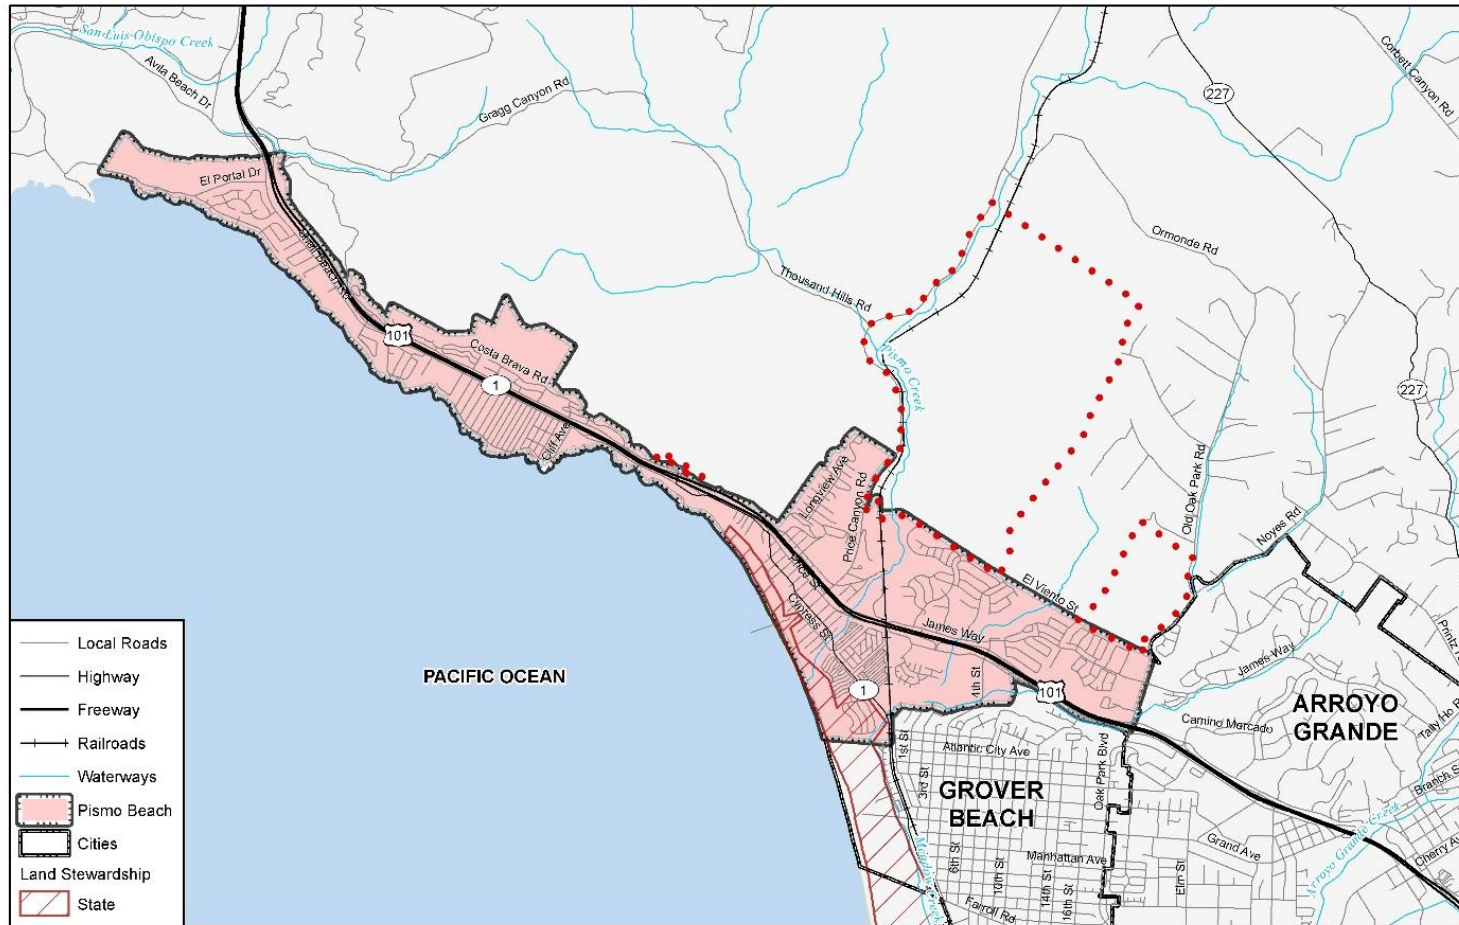 San Luis Obispo Creek
Avila Beach Dr
Gragg Canyon Rd
227
Corbett Canyon Rd
El Portal Dr
Shell Beach Rd
Ormonde Rd
Thousand Hills Rd
101
Pismo Creek
Costa Brava Rd
1
227
Cliff Ave
Longview Ave
Price Canyon Rd
Old Oak Park Rd
Noyes Rd
Price St
El Viento St
Cypress St
James Way
James Way
4th St
1
101
PACIFIC OCEAN
ARROYO
GRANDE
Camino Mercado
1st St
Atlantic City Ave
Oak Park Blvd
3rd St
GROVER
BEACH
Branch S
Grand Ave
Arroyo Grande Creek
Cherry Av
Manhattan Ave
6th St
10th St
14th St
16th St
Elm St
Farroll Rd
Meadow Creek
Tally Ho R
Local Roads
Highway
Freeway
Railroads
Waterways
Pismo Beach
Cities
Land Stewardship
State